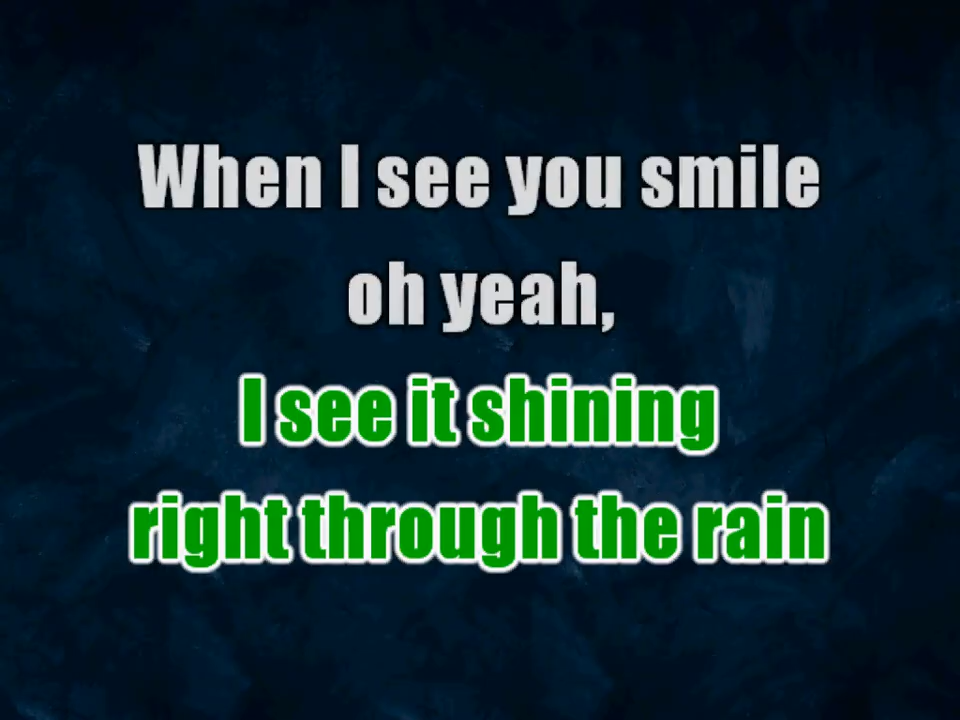 When I see you smile
oh yeah,
I see it shining
right through the rain